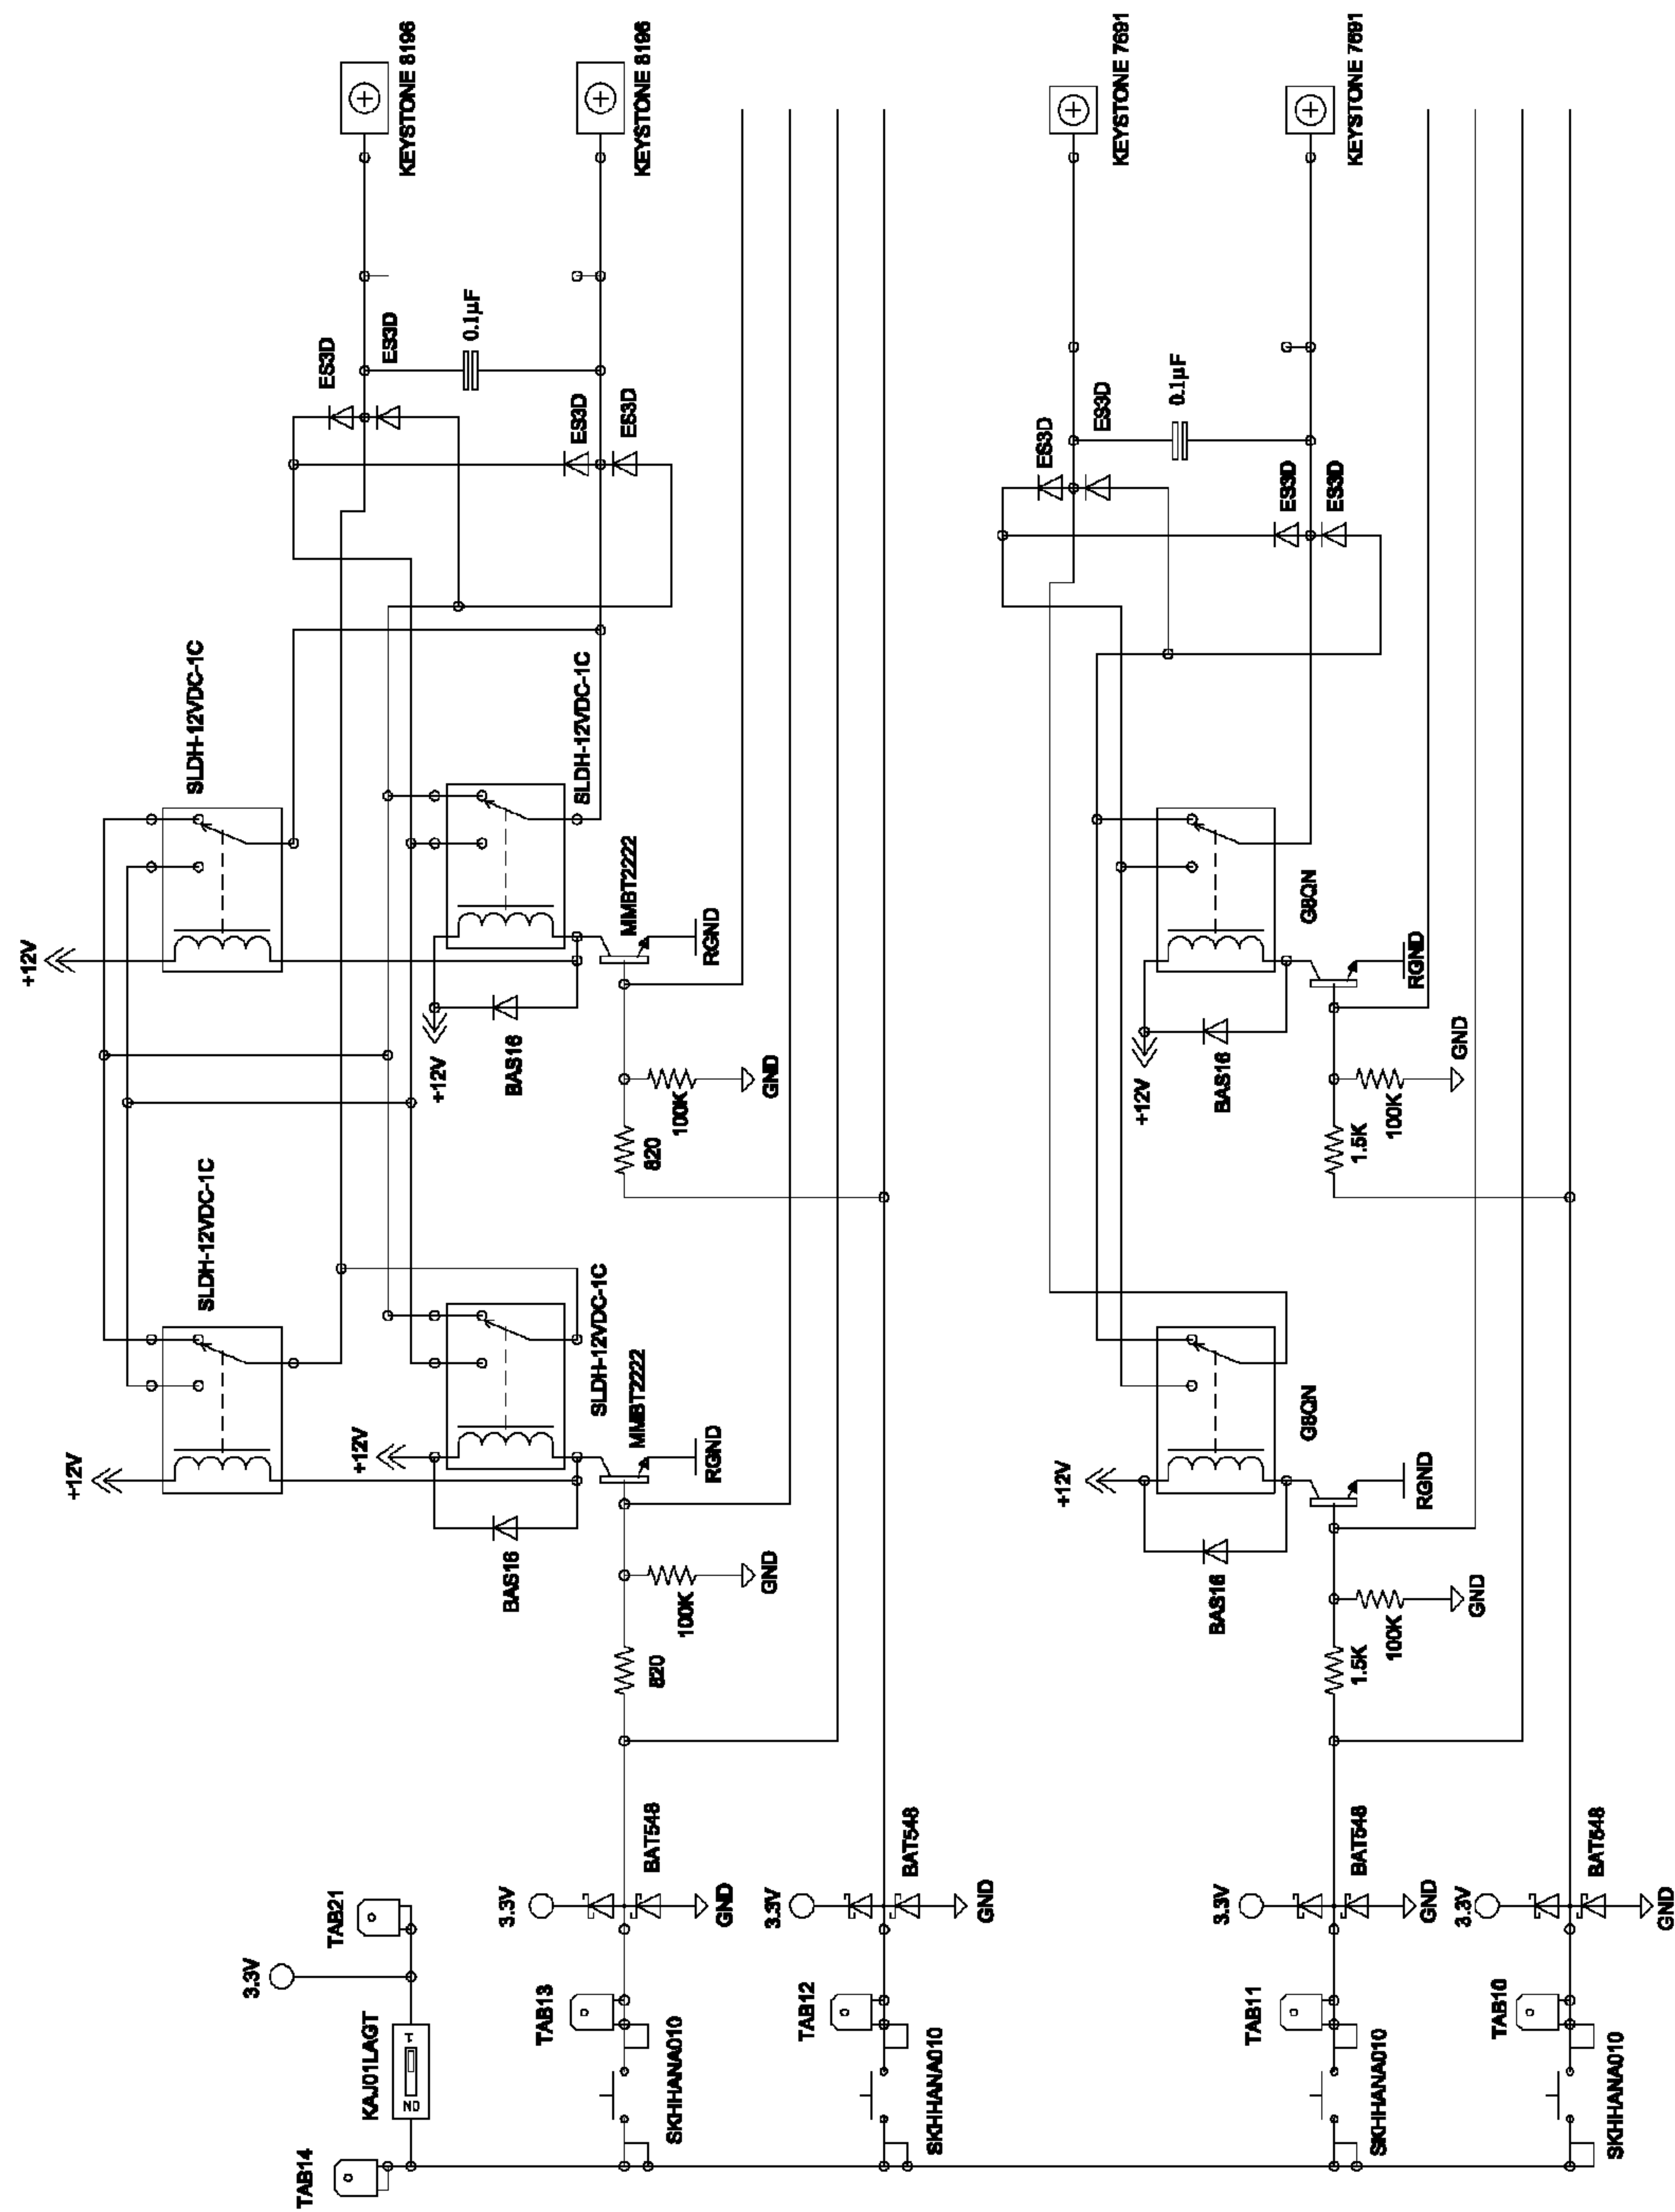 KEYSTONE 8196
KEYSTONE 8196
KEYSTONE 7691
KEYSTONE 7691
ES3D
ES3D
0.1µF
ES3D
ES3D
ES3D
ES3D
0.1µF
ES3D
ES3D
SLDH-12VDC-1C
SLDH-12VDC-1C
+12V
MMBT2222
RGND
+12V
BAS16
100K
GND
820
G8QN
RGND
+12V
BAS16
100K
GND
1.5K
SLDH-12VDC-1C
SLDH-12VDC-1C
+12V
+12V
MMBT2222
RGND
BAS16
100K
GND
820
G8QN
+12V
RGND
BAS16
100K
GND
1.5K
TAB21
3.3V
KAJ01LAGT
ON
1
TAB14
3.3V
BAT548
GND
TAB13
SKHHANA010
3.3V
BAT548
GND
TAB12
SKHHANA010
3.3V
BAT548
GND
TAB11
SKHHANA010
3.3V
BAT548
GND
TAB10
SKHHANA010